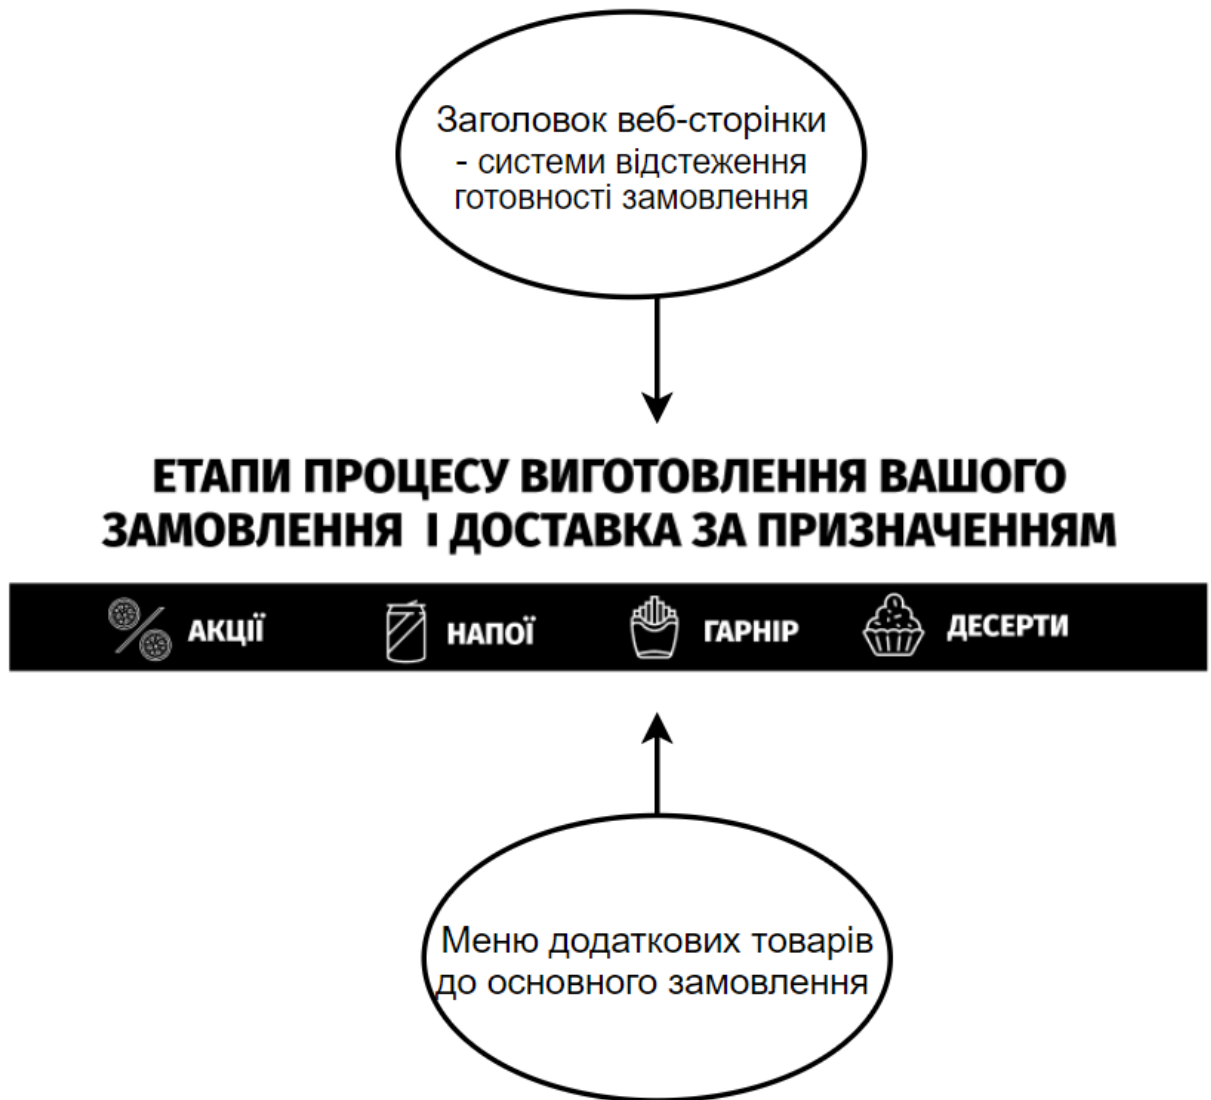 Заголовок веб-сторінки
- системи відстеження
готовності замовлення
ЕТАПИ ПРОЦЕСУ ВИГОТОВЛЕННЯ ВАШОГО
ЗАМОВЛЕННЯ І ДОСТАВКА ЗА ПРИЗНАЧЕННЯМ
АКЦІЇ НАПОЇ ГАРНІР ДЕСЕРТИ
Меню додаткових товарів
до основного замовлення